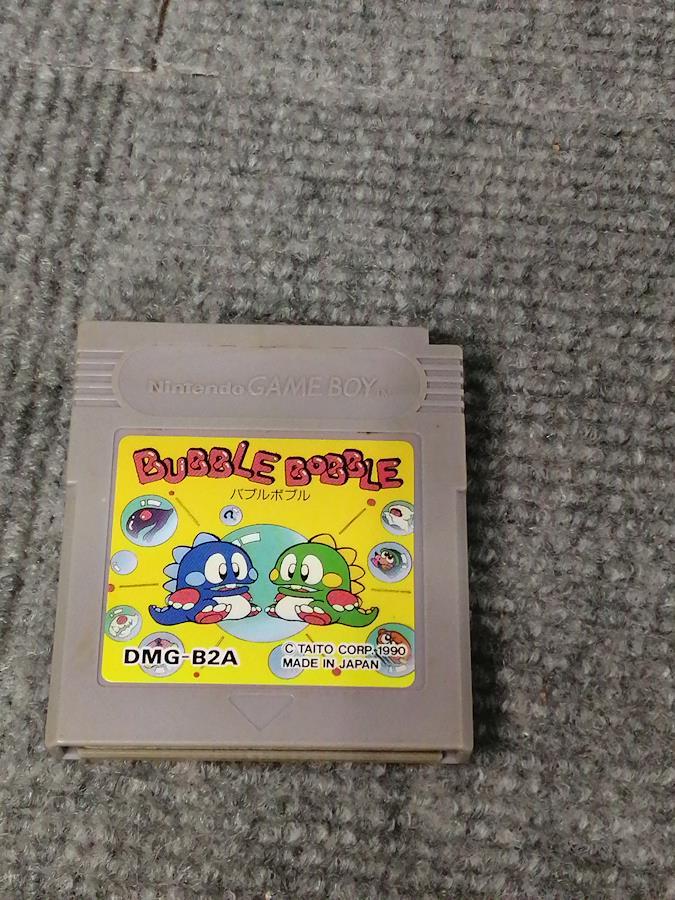 Nintendo GAME BOY TM
BUBBLE BOBBLE
バブルボブル
DMG-B2A
C TAITO CORP. 1990
MADE IN JAPAN